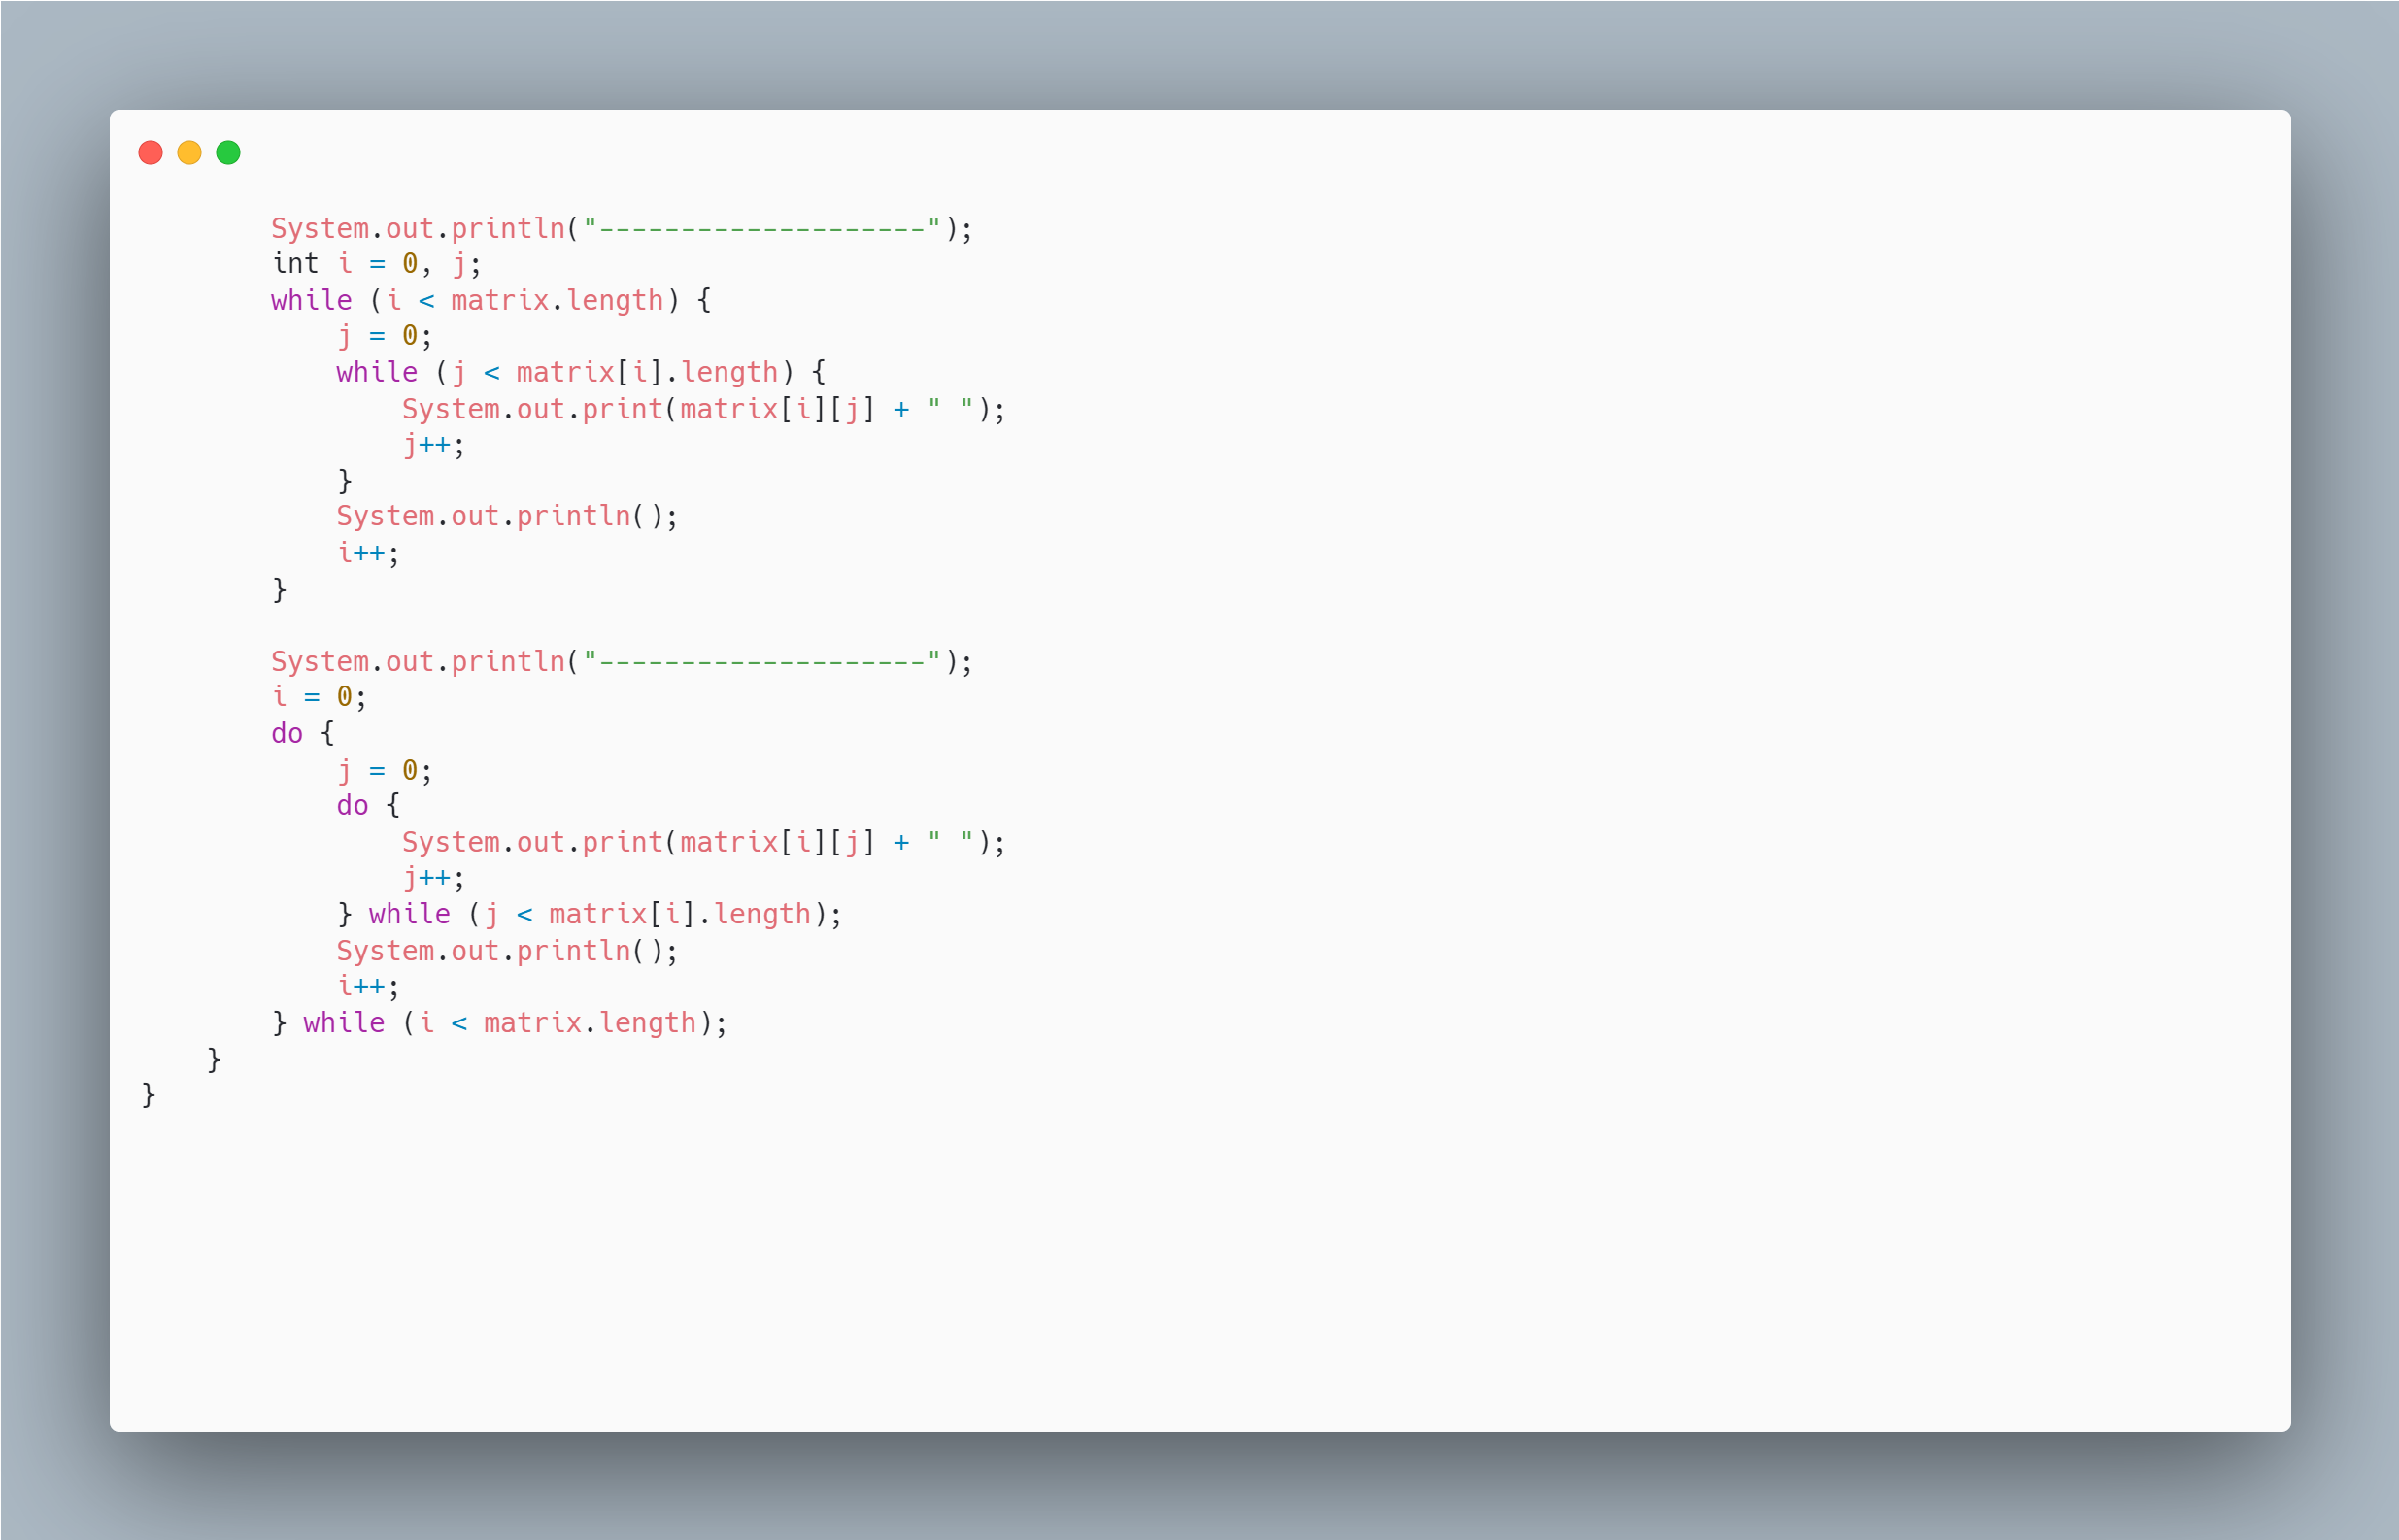 System.out.println("--------------------");
        int i = 0, j;
        while (i < matrix.length) {
            j = 0;
            while (j < matrix[i].length) {
                System.out.print(matrix[i][j] + " ");
                j++;
            }
            System.out.println();
            i++;
        }

        System.out.println("--------------------");
        i = 0;
        do {
            j = 0;
            do {
                System.out.print(matrix[i][j] + " ");
                j++;
            } while (j < matrix[i].length);
            System.out.println();
            i++;
        } while (i < matrix.length);
    }
}